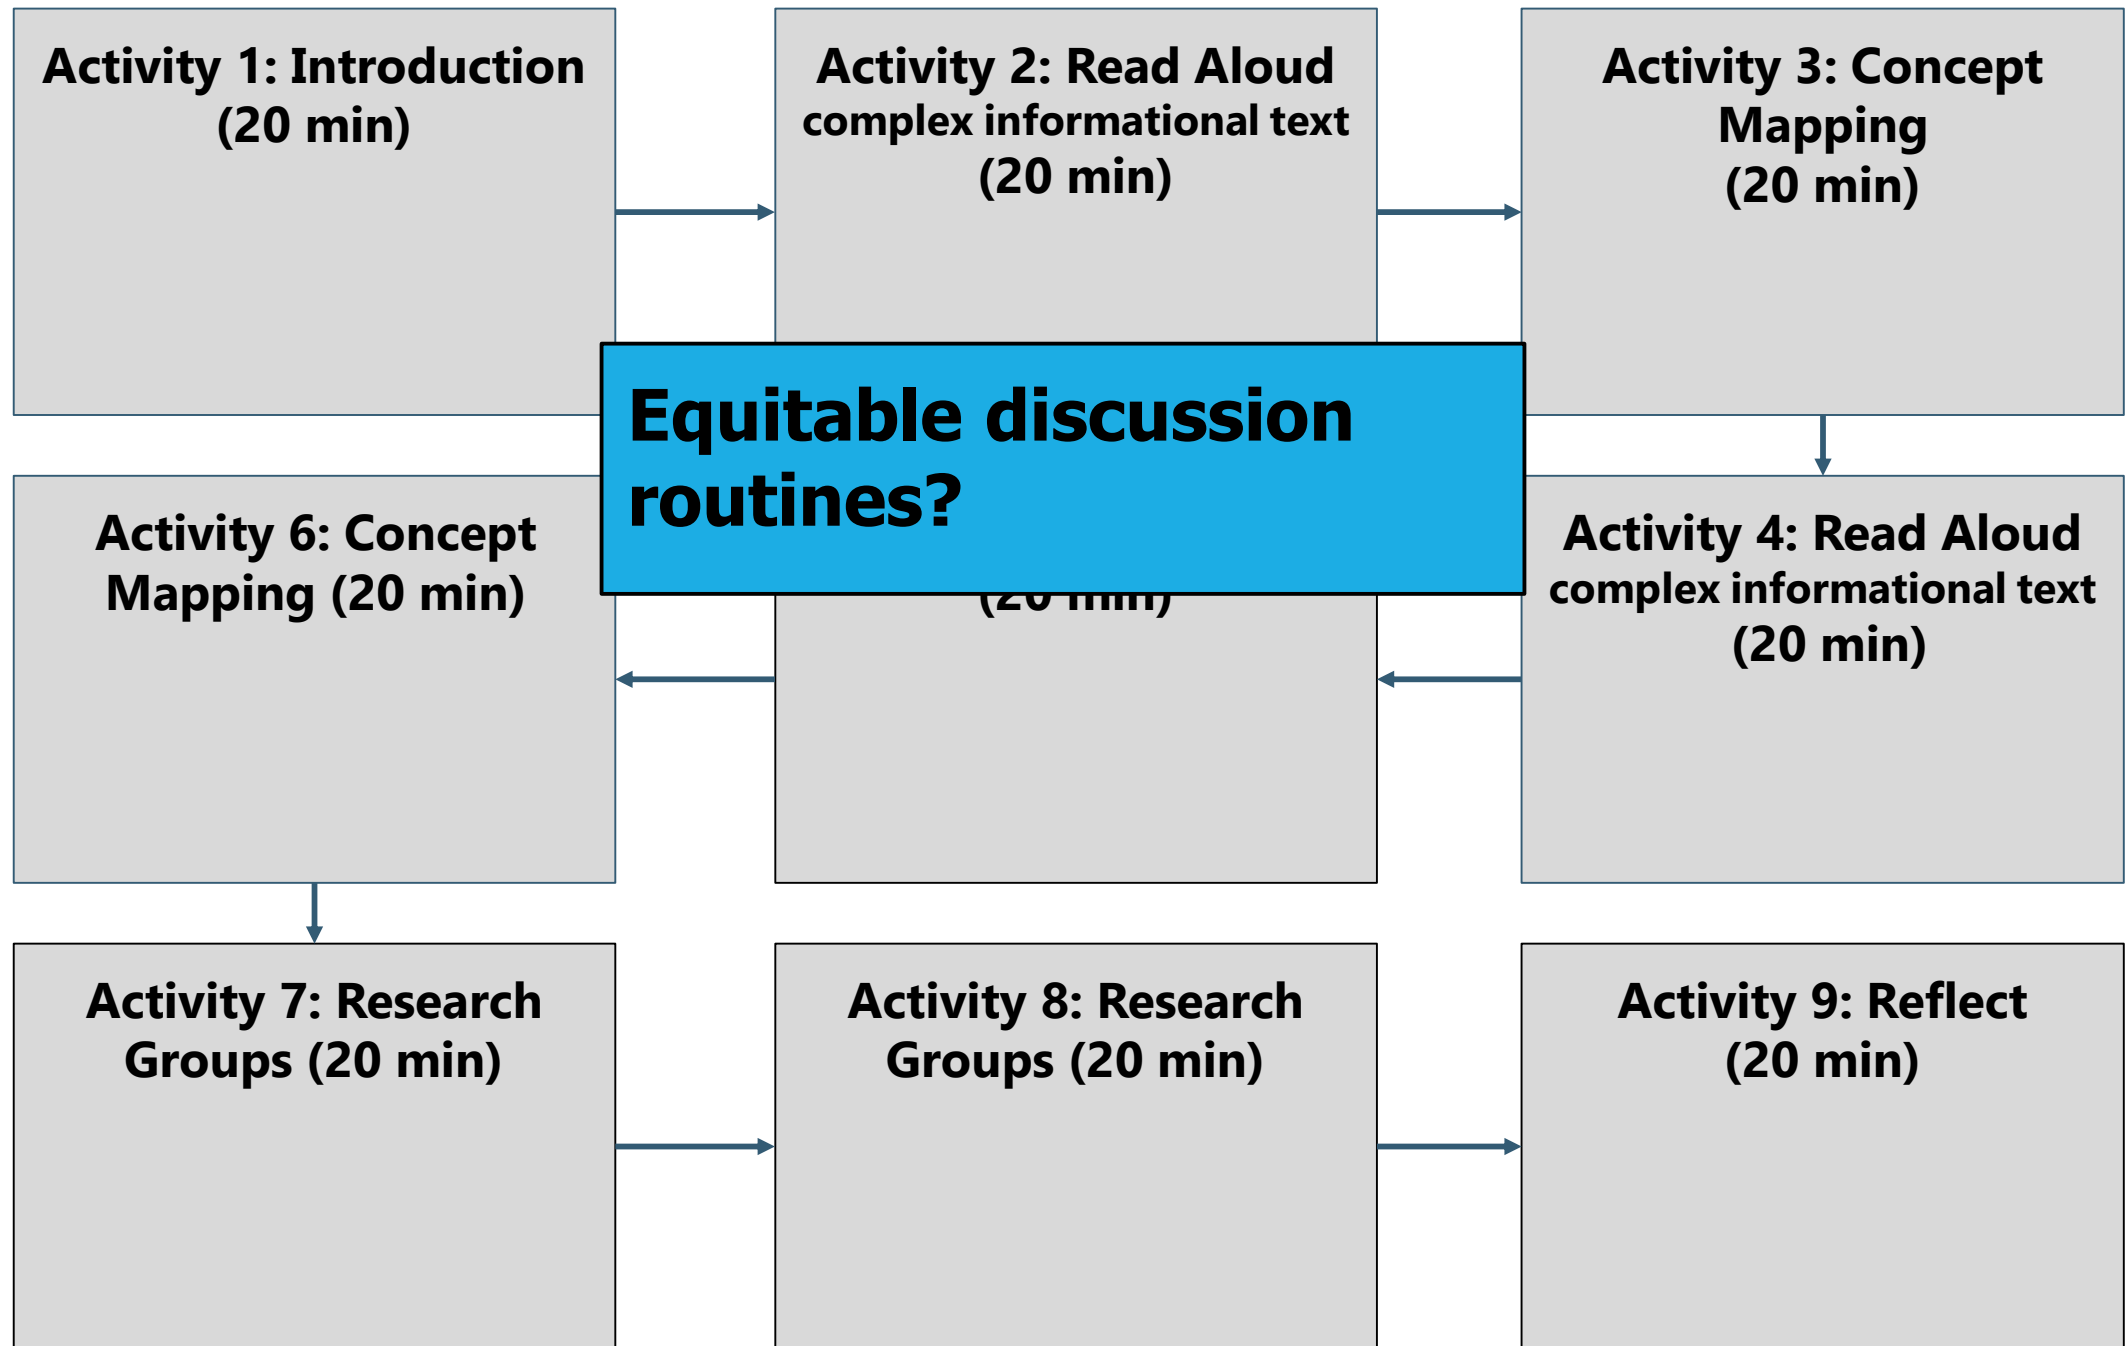 Activity 1: Introduction
(20 min)
Activity 2: Read Aloud
complex informational text
(20 min)
Activity 3: Concept
Mapping
(20 min)
Equitable discussion
routines?
Activity 4: Read Aloud
complex informational text
(20 min)
(20 min)
Activity 6: Concept
Mapping (20 min)
Activity 7: Research
Groups (20 min)
Activity 8: Research
Groups (20 min)
Activity 9: Reflect
(20 min)